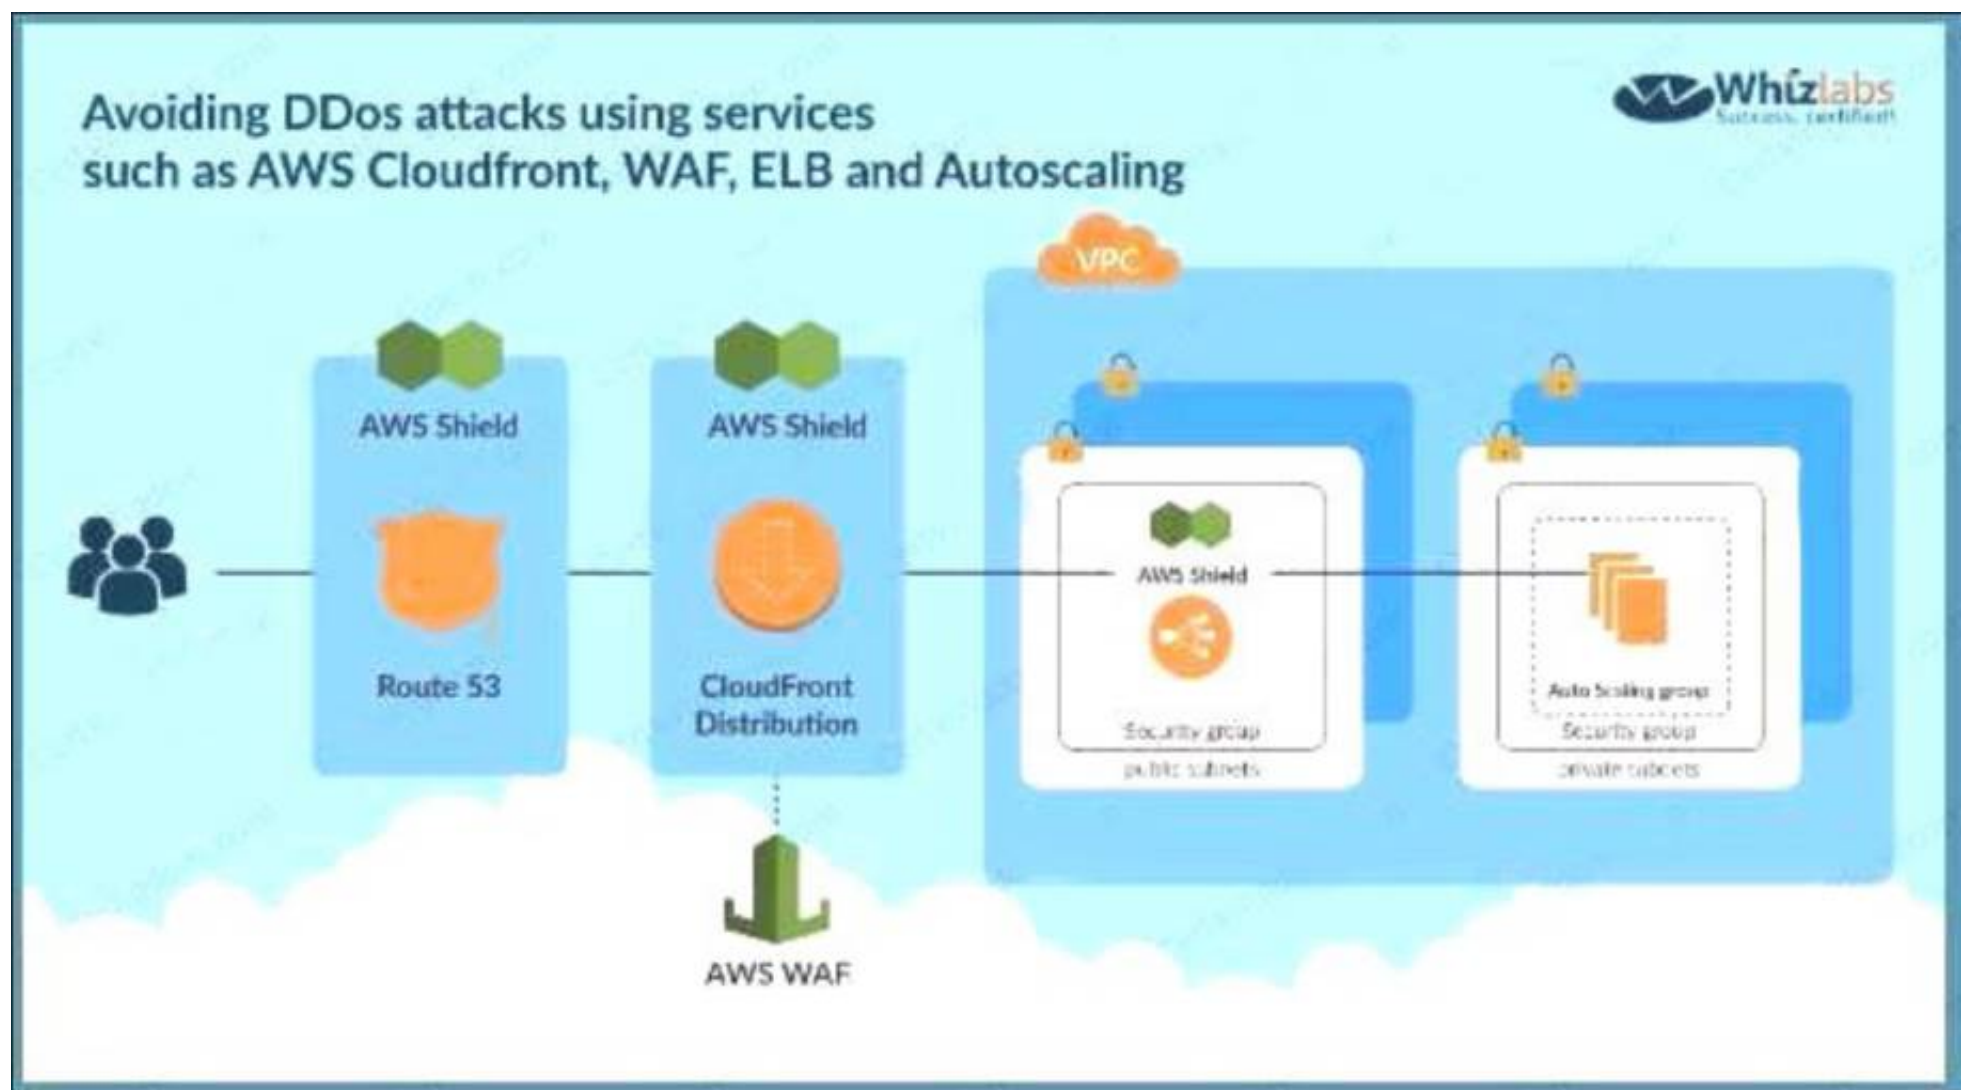 Avoiding DDos attacks using services
such as AWS Cloudfront, WAF, ELB and Autoscaling
Whizlabs
Success. certified!
VPC
AWS Shield
AWS Shield
AWS Shield
Route 53
CloudFront
Distribution
Auto Scaling group
Security group
Security group
public subnets
private subnets
AWS WAF